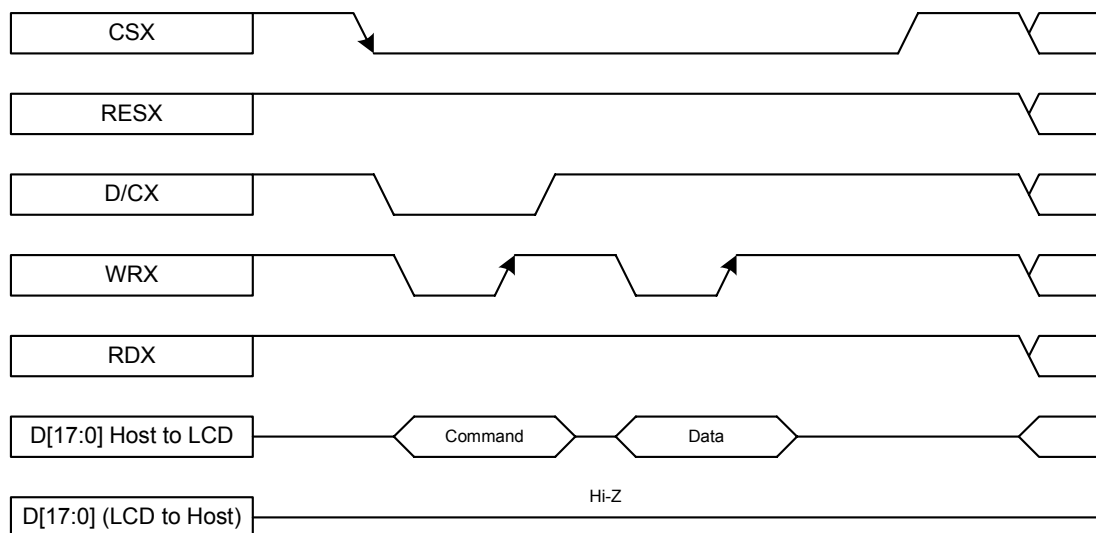 CSX
RESX
D/CX
WRX
RDX
D[17:0] Host to LCD
Command
Data
Hi-Z
D[17:0] (LCD to Host)